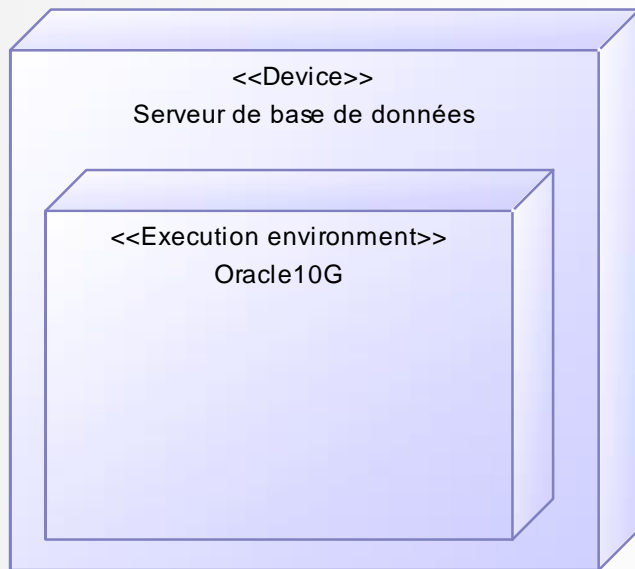 <<Device>>
Serveur de base de données
<<Execution environment>>
Oracle10G